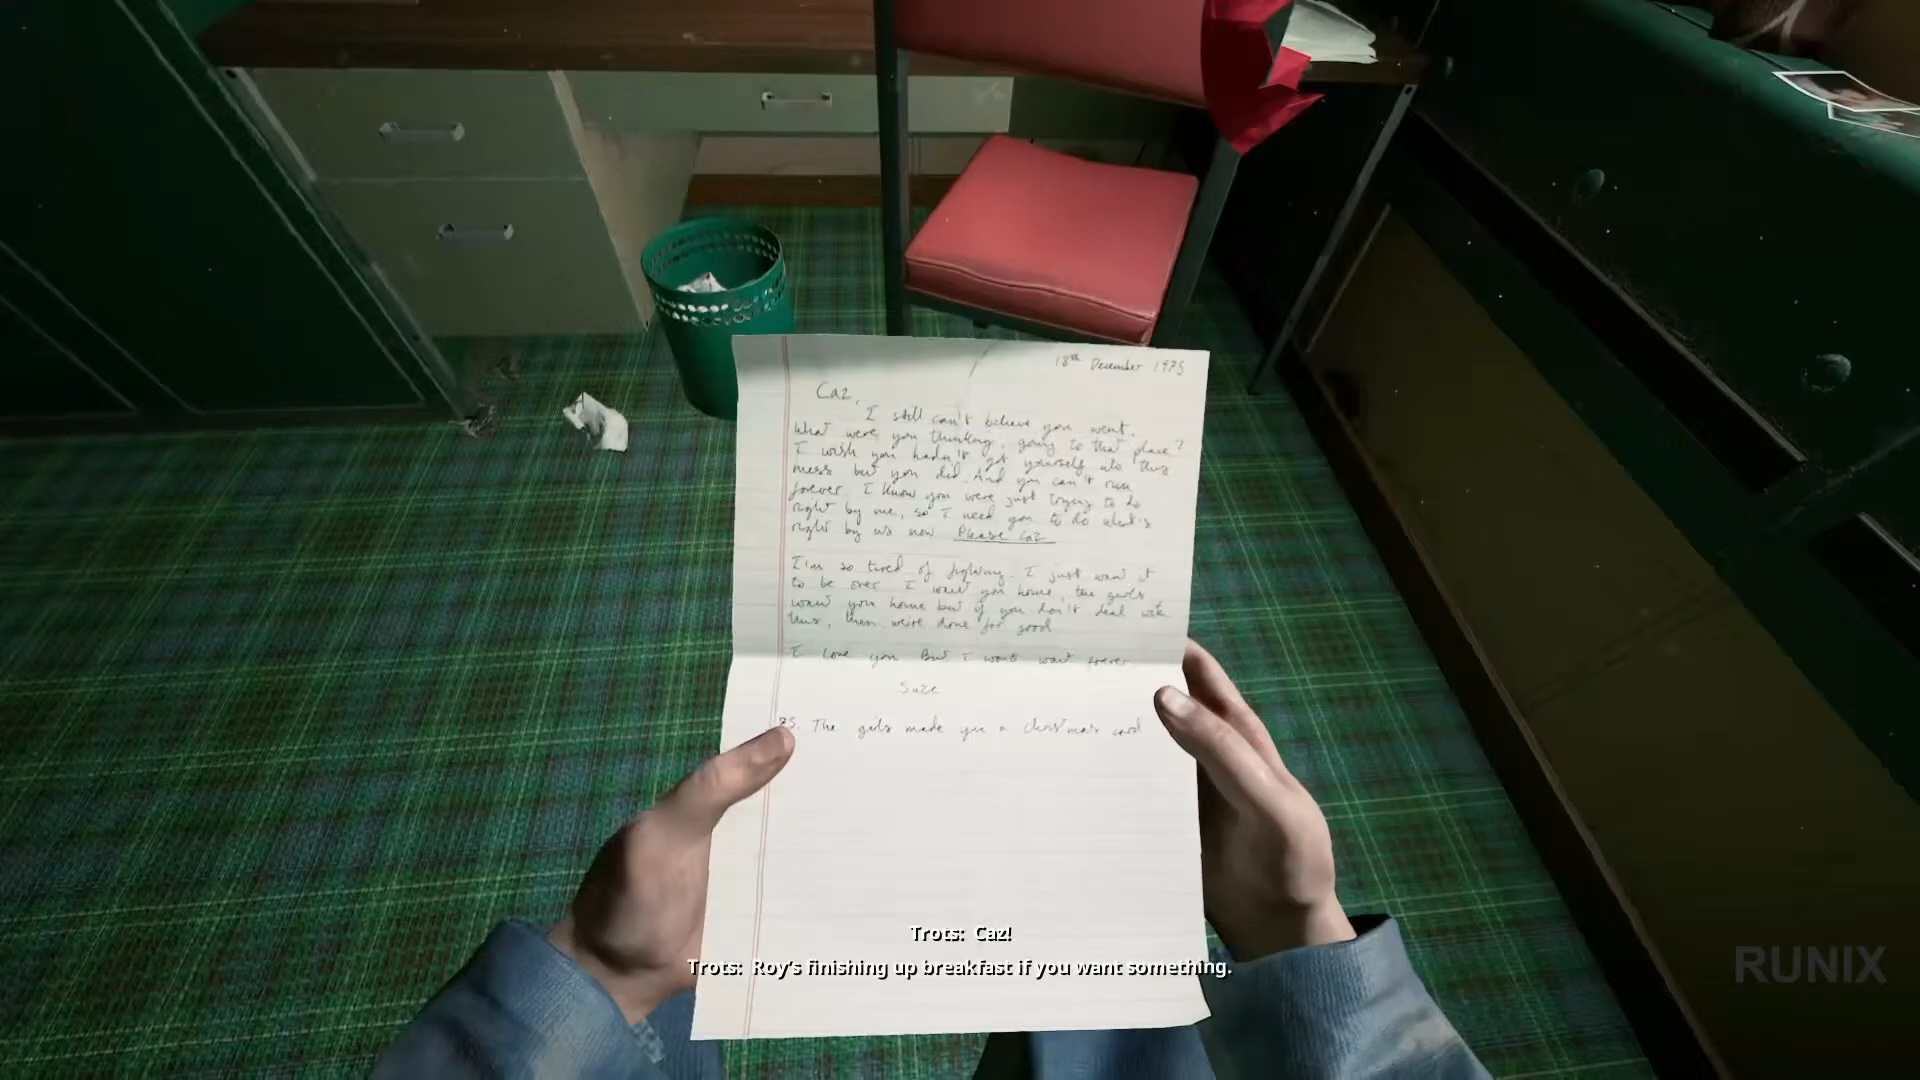 18th December 1975
Caz,
I still can't believe you went.
What were you thinking, going to that place?
I wish you hadn't got yourself into this
mess but you did. And you can't run
forever. I know you were just trying to do
right by me, so I need you to do what's
right by us now. Please Caz
I'm so tired of fighting. I just want it
to be over. I want you home, the girls
want you home but if you don't deal with
this, then we're done for good
I love you. But I won't wait forever
Suze
PS. The girls made you a Christmas card
Trots: Caz!
Trots: Roy's finishing up breakfast if you want something.
RUNIX